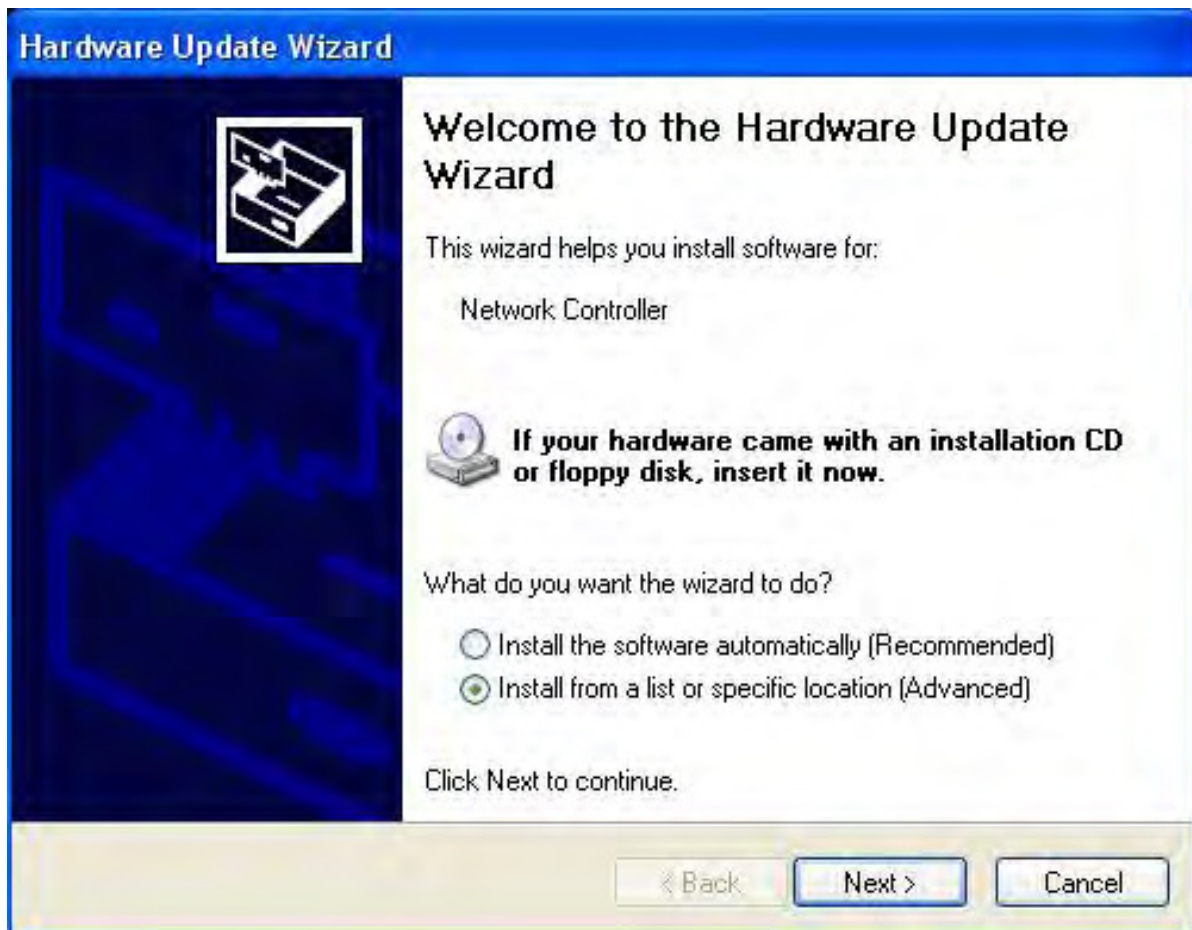 Hardware Update Wizard
Welcome to the Hardware Update
Wizard
This wizard helps you install software for:
Network Controller
If your hardware came with an installation CD
or floppy disk, insert it now.
What do you want the wizard to do?
Install the software automatically (Recommended)
Install from a list or specific location (Advanced)
Click Next to continue.
< Back Next > Cancel